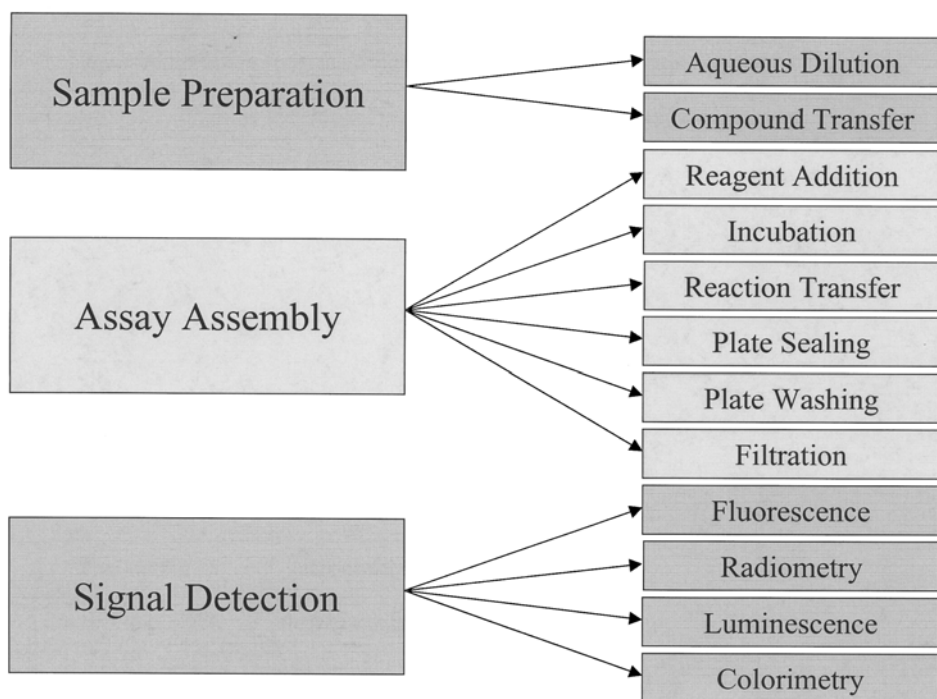 Sample Preparation
Aqueous Dilution
Compound Transfer
Assay Assembly
Reagent Addition
Incubation
Reaction Transfer
Plate Sealing
Plate Washing
Filtration
Signal Detection
Fluorescence
Radiometry
Luminescence
Colorimetry